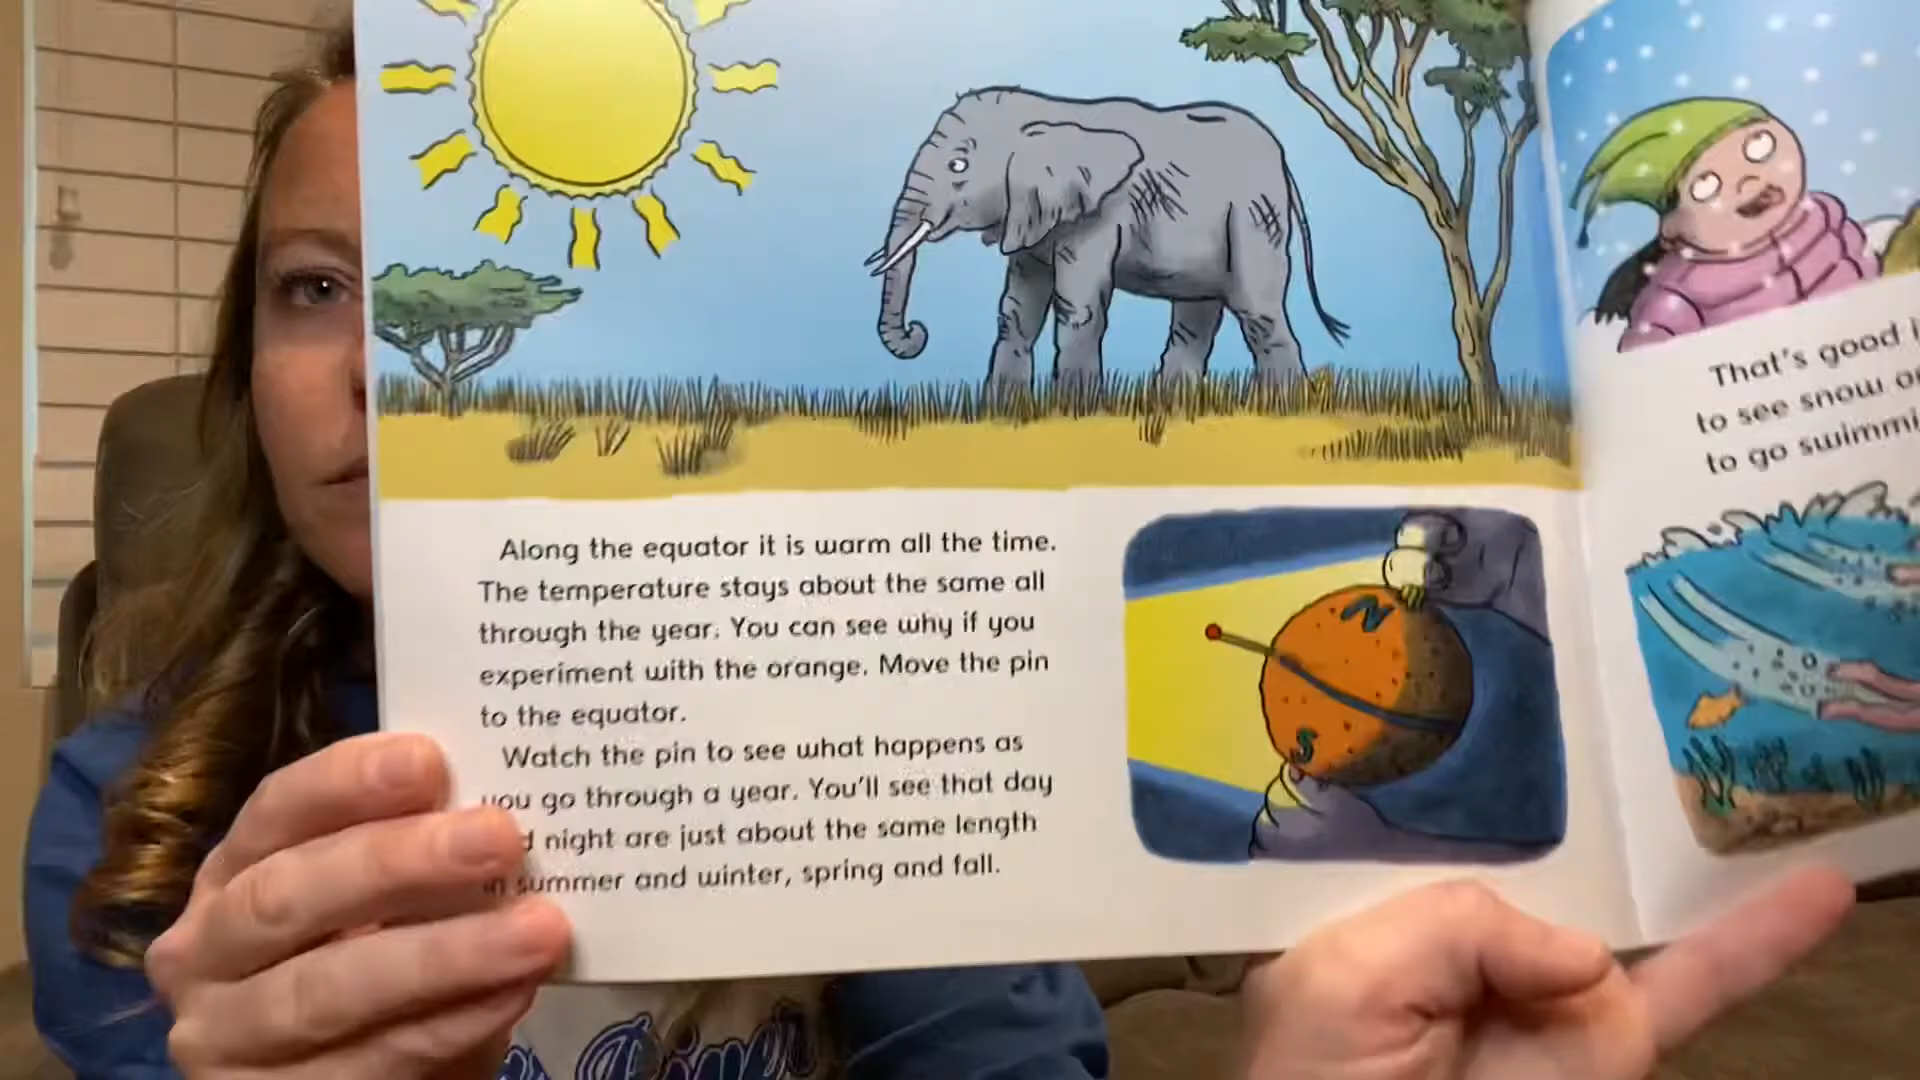 Along the equator it is warm all the time.
The temperature stays about the same all
through the year. You can see why if you
experiment with the orange. Move the pin
to the equator.
Watch the pin to see what happens as
you go through a year. You'll see that day
night are just about the same length
in summer and winter, spring and fall.
N
S
That's good i
to see snow o
to go swimmi